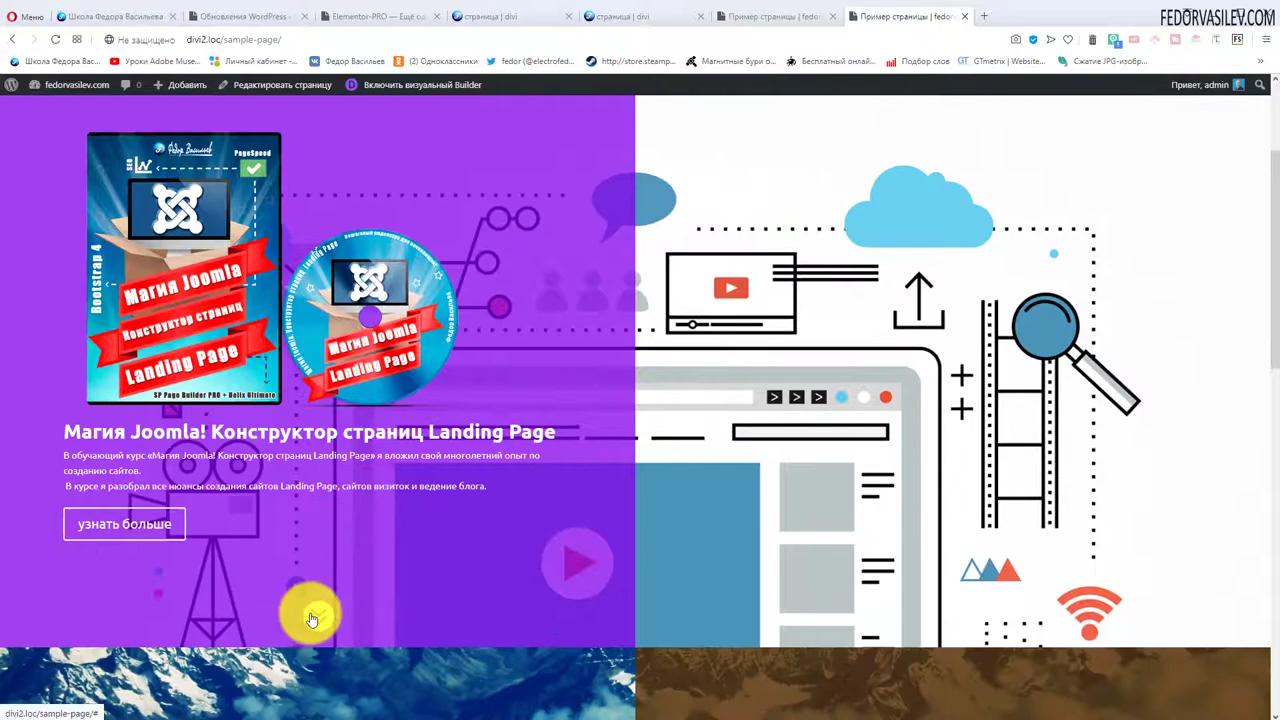 Меню
Школа Федора Васильева
Обновления WordPress -
Elementor-PRO — Ещё од
страница | divi
страница | divi
Пример страницы | fedo
Пример страницы | fedor
FEDORVASILEV.COM
Не защищено
divi2.loc/sample-page/
Школа Федора Вас...
Уроки Adobe Muse...
Личный кабинет -...
Федор Васильев
(2) Одноклассники
fedor (@electrofed...
http://store.steamp...
Магнитные бури о...
Бесплатный онлай...
Подбор слов
GTmetrix | Website...
Сжатие JPG-изобр...
fedorvasilev.com
0
Добавить
Редактировать страницу
Включить визуальный Builder
Привет, admin
Федор Васильев
SEO
PageSpeed
Bootstrap 4
Магия Joomla
Конструктор страниц
Landing Page
SP Page Builder PRO + Helix Ultimate
Магия Joomla
Landing Page
Магия Joomla! Конструктор страниц Landing Page
В обучающий курс «Магия Joomla! Конструктор страниц Landing Page» я вложил свой многолетний опыт по
созданию сайтов.
В курсе я разобрал все нюансы создания сайтов Landing Page, сайтов визиток и ведение блога.
узнать больше
divi2.loc/sample-page/#